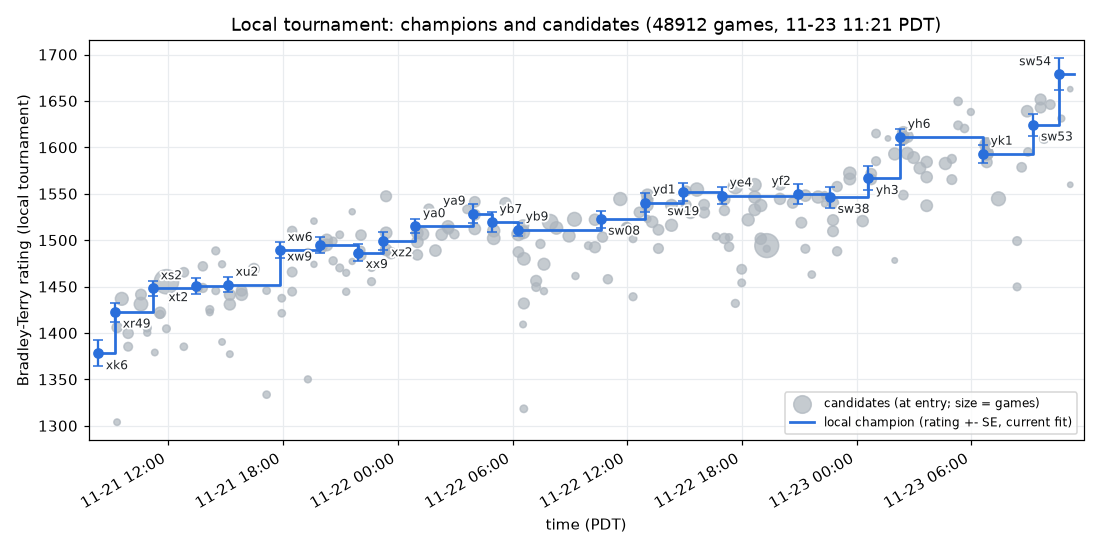 Local tournament: champions and candidates (48912 games, 11-23 11:21 PDT)
Bradley-Terry rating (local tournament)
1700
1650
1600
1550
1500
1450
1400
1350
1300
xk6
xr49
xs2
xt2
xu2
xw9
xw6
xx9
xz2
ya0
ya9
yb7
yb9
sw08
yd1
sw19
ye4
yf2
sw38
yh3
yh6
yk1
sw53
sw54
candidates (at entry; size = games)
local champion (rating +- SE, current fit)
11-21 12:00
11-21 18:00
11-22 00:00
11-22 06:00
11-22 12:00
11-22 18:00
11-23 00:00
11-23 06:00
time (PDT)